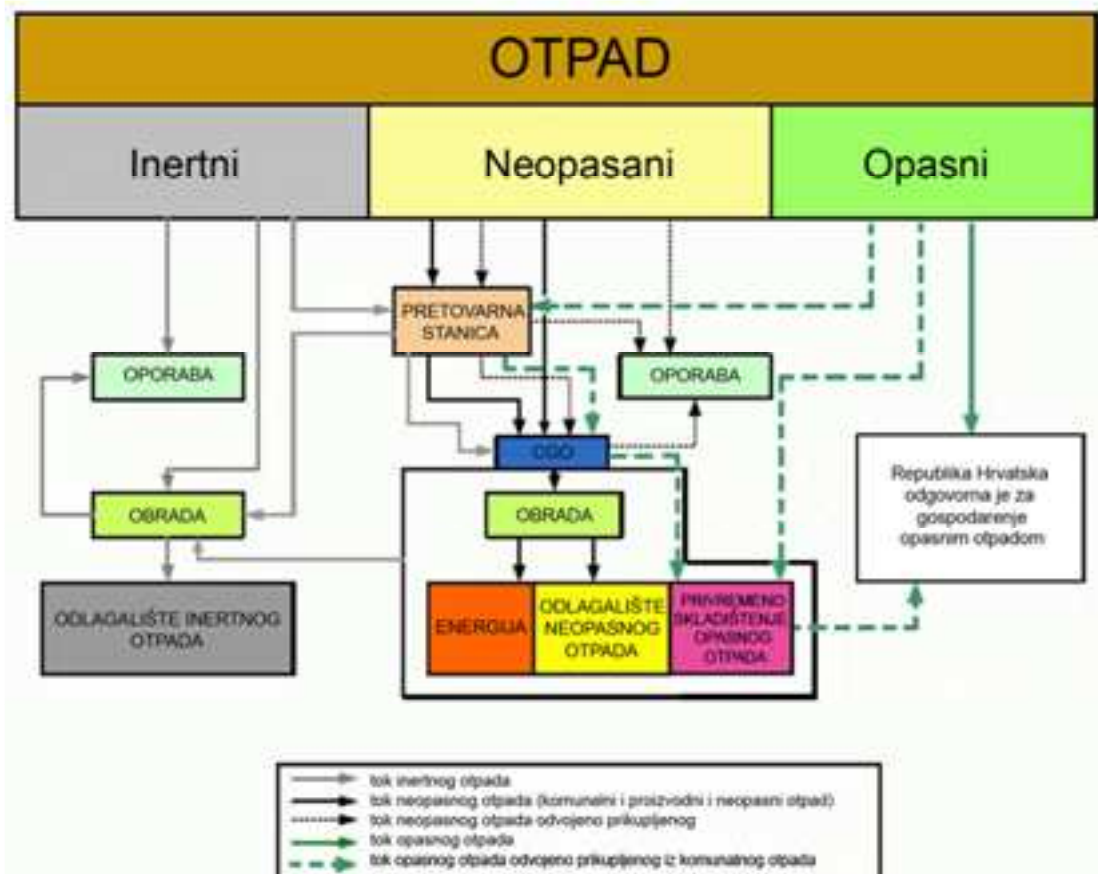 OTPAD
Inertni
Neopasani
Opasni
PRETOVARNA
STANICA
OPORABA
OPORABA
CGO
Republika Hrvatska
odgovorna je za
gospodarenje
opasnim otpadom
OBRADA
OBRADA
ODLAGALIŠTE INERTNOG
OTPADA
ENERGIJA
ODLAGALIŠTE
NEOPASNOG
OTPADA
PRIVREMENO
SKLADIŠTENJE
OPASNOG
OTPADA
tok inertnog otpada
tok neopasnog otpada (komunalni i proizvodni i neopasni otpad)
tok neopasnog otpada odvojeno prikupljenog
tok opasnog otpada
tok opasnog otpada odvojeno prikupljenog iz komunalnog otpada